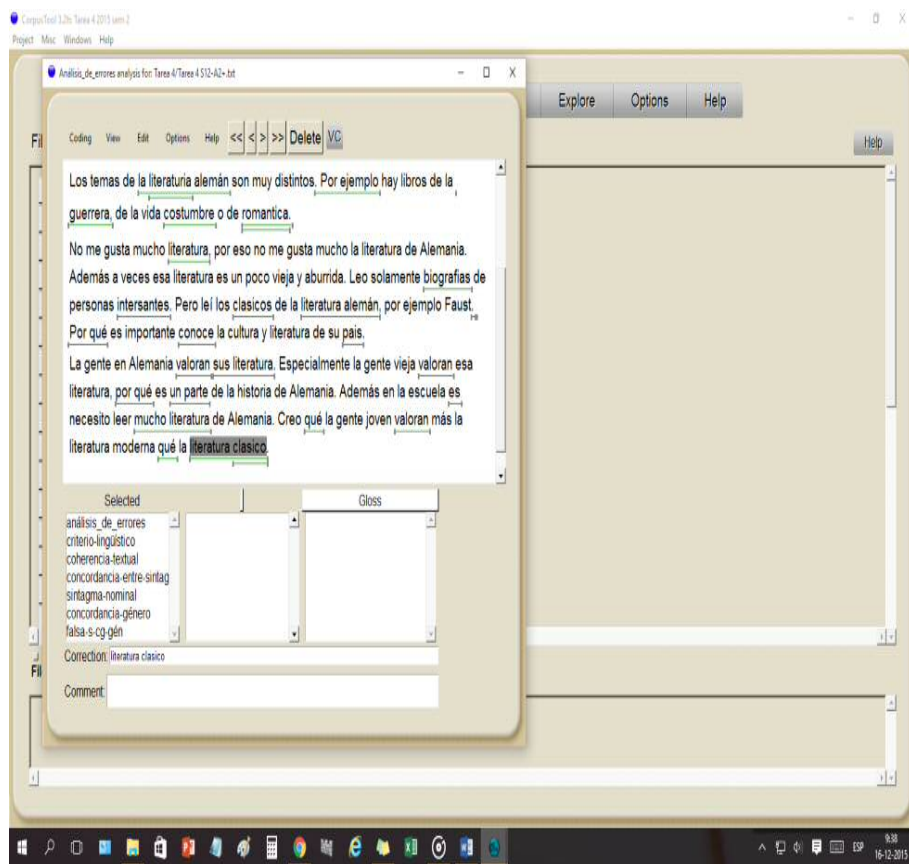 CorpusTool 3.2b: Tarea 4 2015 sem 2
Project Misc Windows Help
Análisis_de_errores analysis for: Tarea 4/Tarea 4 S12-A2+.txt
Explore Options Help
Fil
Help
Coding View Edit Options Help << < > >> Delete VC
Los temas de la literaturia alemán son muy distintos. Por ejemplo hay libros de la
guerrera, de la vida costumbre o de romantica.
No me gusta mucho literatura, por eso no me gusta mucho la literatura de Alemania.
Además a veces esa literatura es un poco vieja y aburrida. Leo solamente biografias de
personas intersantes. Pero leí los clasicos de la literatura alemán, por ejemplo Faust.
Por qué es importante conoce la cultura y literatura de su pais.
La gente en Alemania valoran sus literatura. Especialmente la gente vieja valoran esa
literatura, por qué es un parte de la historia de Alemania. Además en la escuela es
necesito leer mucho literatura de Alemania. Creo qué la gente joven valoran más la
literatura moderna qué la literatura clasico.
Selected Gloss
análisis_de_errores
criterio-lingüístico
coherencia-textual
concordancia-entre-sintag
sintagma-nominal
concordancia-género
falsa-s-cg-gén
Correction: literatura clasico
Fil
Comment:
ESP
9:38
16-12-2015